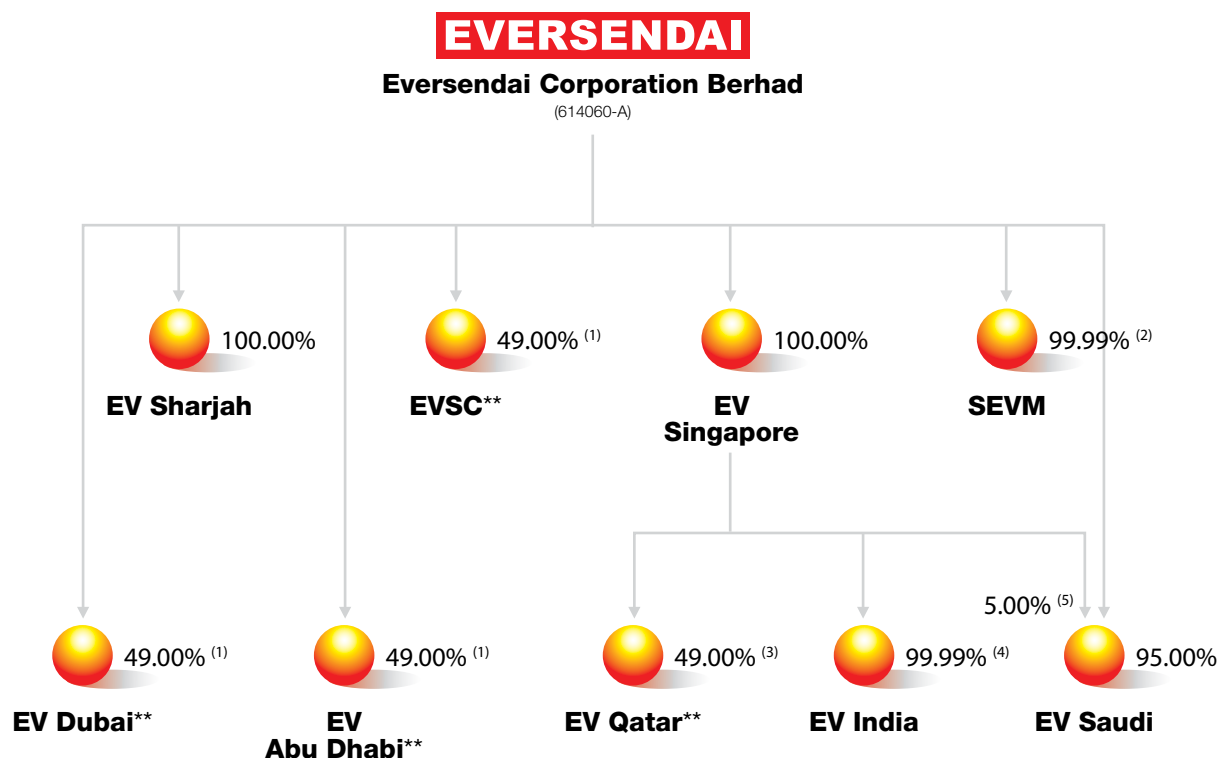 EVERSENDAI
Eversendai Corporation Berhad
(614060-A)
100.00%
49.00% (1)
100.00%
99.99% (2)
EV Sharjah
EVSC**
EV
Singapore
SEVM
5.00% (5)
49.00% (1)
49.00% (1)
49.00% (3)
99.99% (4)
95.00%
EV Dubai**
EV
Abu Dhabi**
EV Qatar**
EV India
EV Saudi